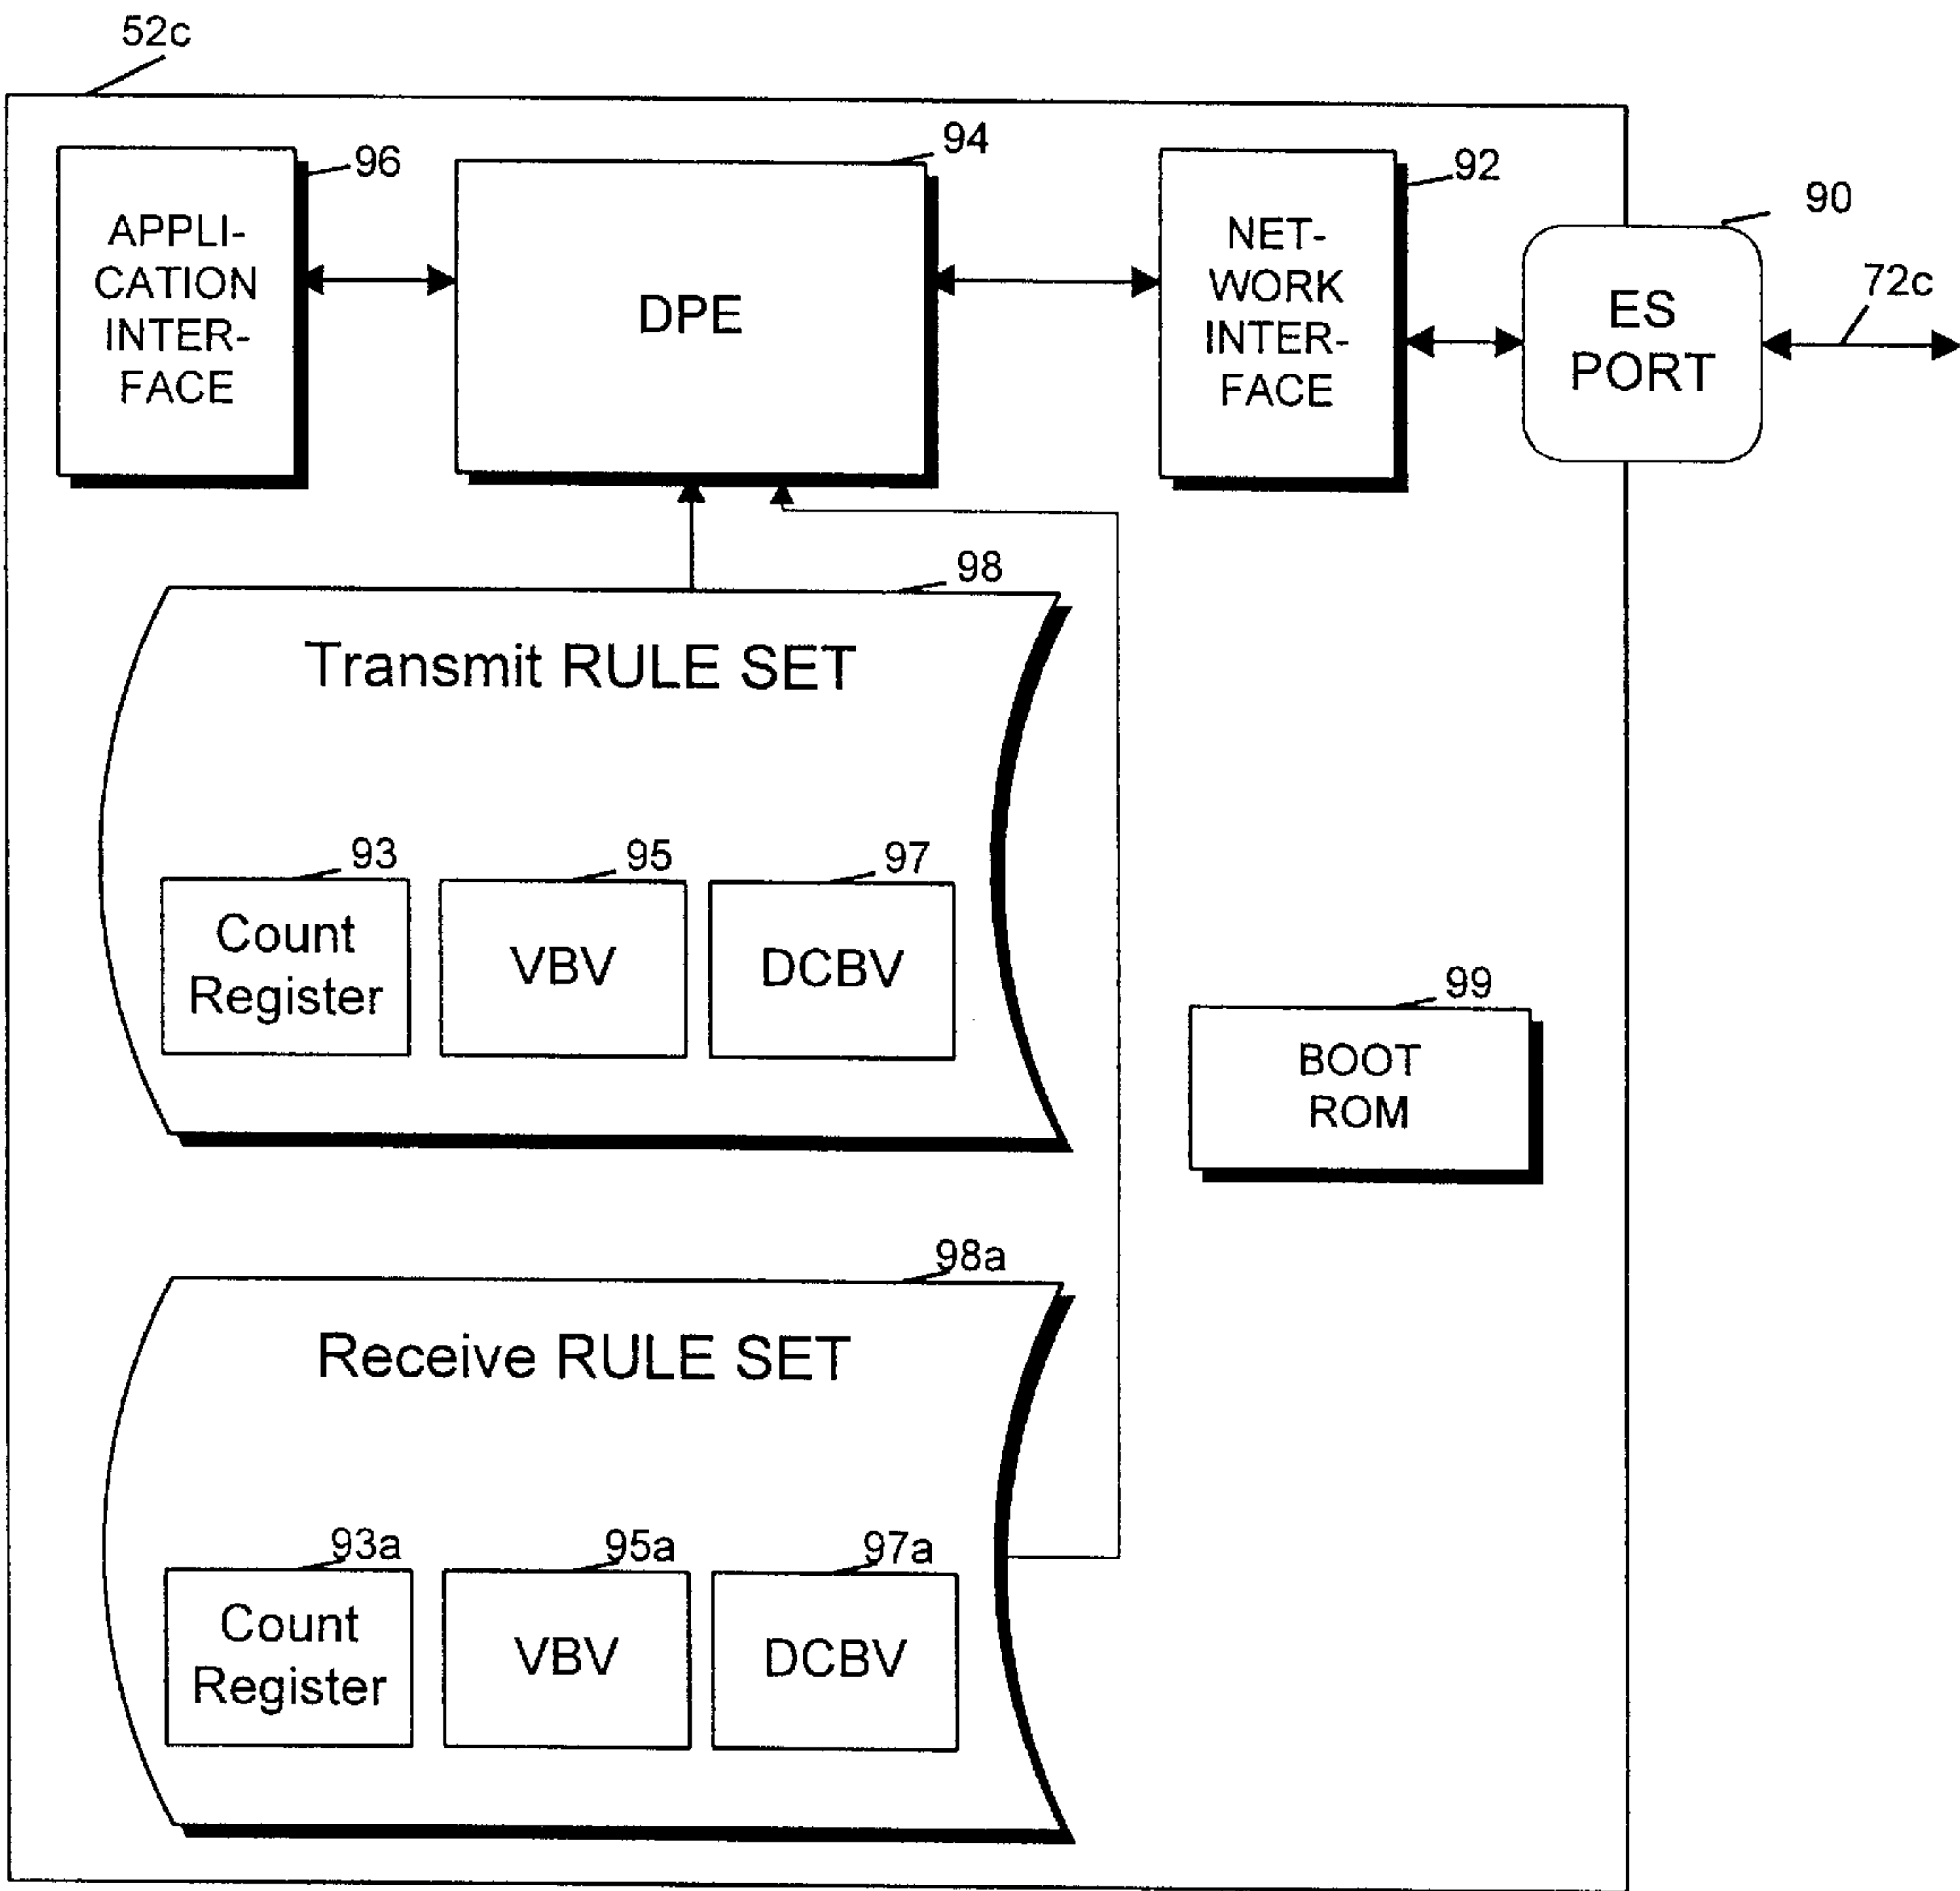 52c
96
94
92
90
72c
APPLI-
CATION
INTER-
FACE
DPE
NET-
WORK
INTER-
FACE
ES
PORT
98
Transmit RULE SET
93
95
97
Count
Register
VBV
DCBV
99
BOOT
ROM
98a
Receive RULE SET
93a
95a
97a
Count
Register
VBV
DCBV